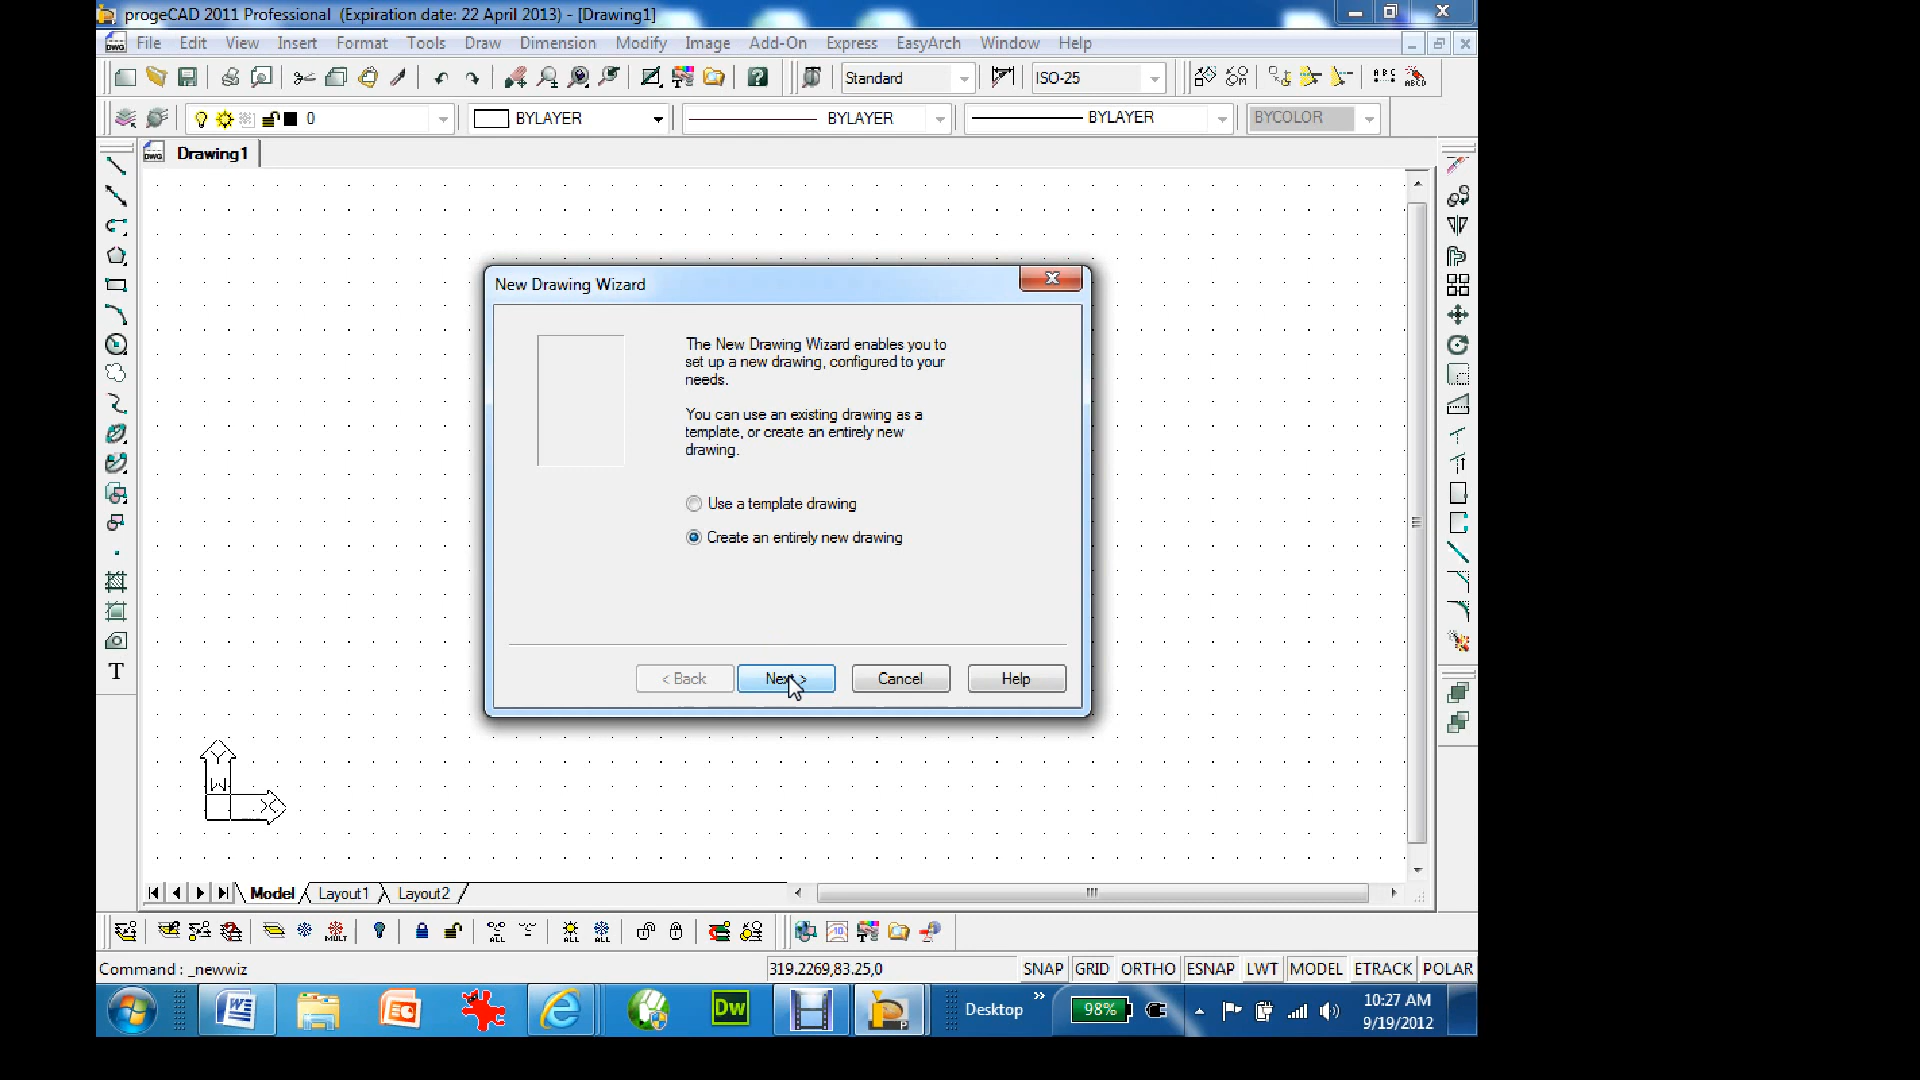 progeCAD 2011 Professional (Expiration date: 22 April 2013) - [Drawing1]
File Edit View Insert Format Tools Draw Dimension Modify Image Add-On Express EasyArch Window Help
Standard ISO-25
0 BYLAYER BYLAYER BYLAYER BYCOLOR
Drawing1
New Drawing Wizard
The New Drawing Wizard enables you to
set up a new drawing, configured to your
needs.
You can use an existing drawing as a
template, or create an entirely new
drawing.
Use a template drawing
Create an entirely new drawing
< Back Next > Cancel Help
T
Y
W
X
Model Layout1 Layout2
Command : _newwiz 319.2269,83.25,0 SNAP GRID ORTHO ESNAP LWT MODEL ETRACK POLAR
Dw Desktop » 98% 10:27 AM
9/19/2012